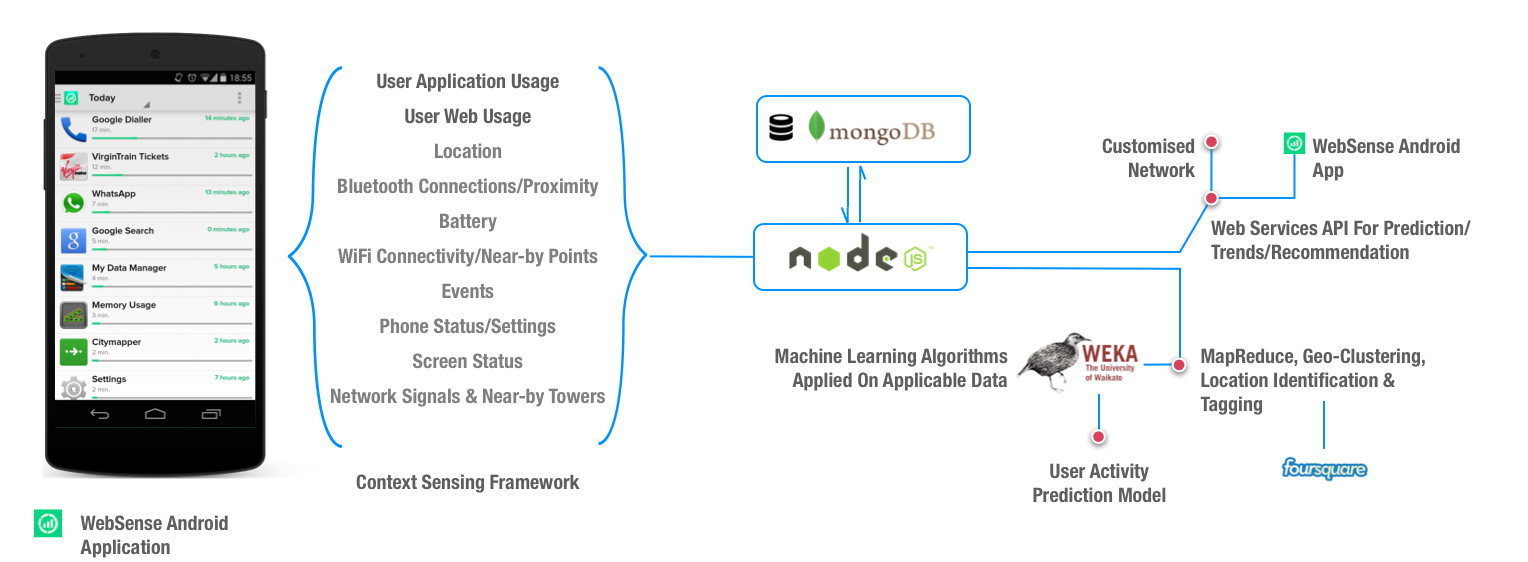 18:55
Today
Google Dialler
14 minutes ago
17 min.
VirginTrain Tickets
2 hours ago
12 min.
WhatsApp
13 minutes ago
7 min.
Google Search
0 minutes ago
5 min.
My Data Manager
5 hours ago
4 min.
Memory Usage
6 hours ago
3 min.
Citymapper
2 hours ago
2 min.
Settings
7 hours ago
2 min.
WebSense Android
Application
User Application Usage
User Web Usage
Location
Bluetooth Connections/Proximity
Battery
WiFi Connectivity/Near-by Points
Events
Phone Status/Settings
Screen Status
Network Signals & Near-by Towers
Context Sensing Framework
mongoDB
node
JS
™
Customised
Network
WebSense Android
App
Web Services API For Prediction/
Trends/Recommendation
Machine Learning Algorithms
Applied On Applicable Data
WEKA
The University
of Waikato
MapReduce, Geo-Clustering,
Location Identification &
Tagging
User Activity
Prediction Model
foursquare